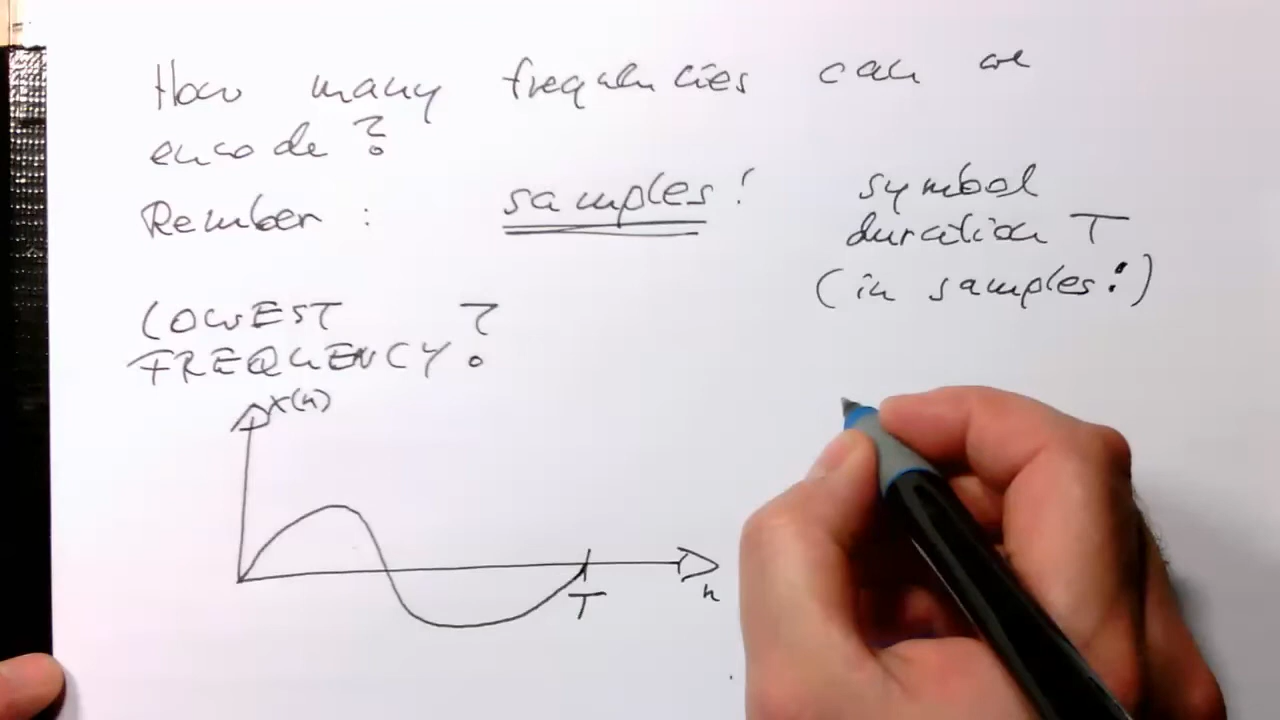 How many frequencies can we
encode?
Rember : samples! symbol
duration T
(in samples!)
LOWEST
FREQUENCY?
x(n)
T
n